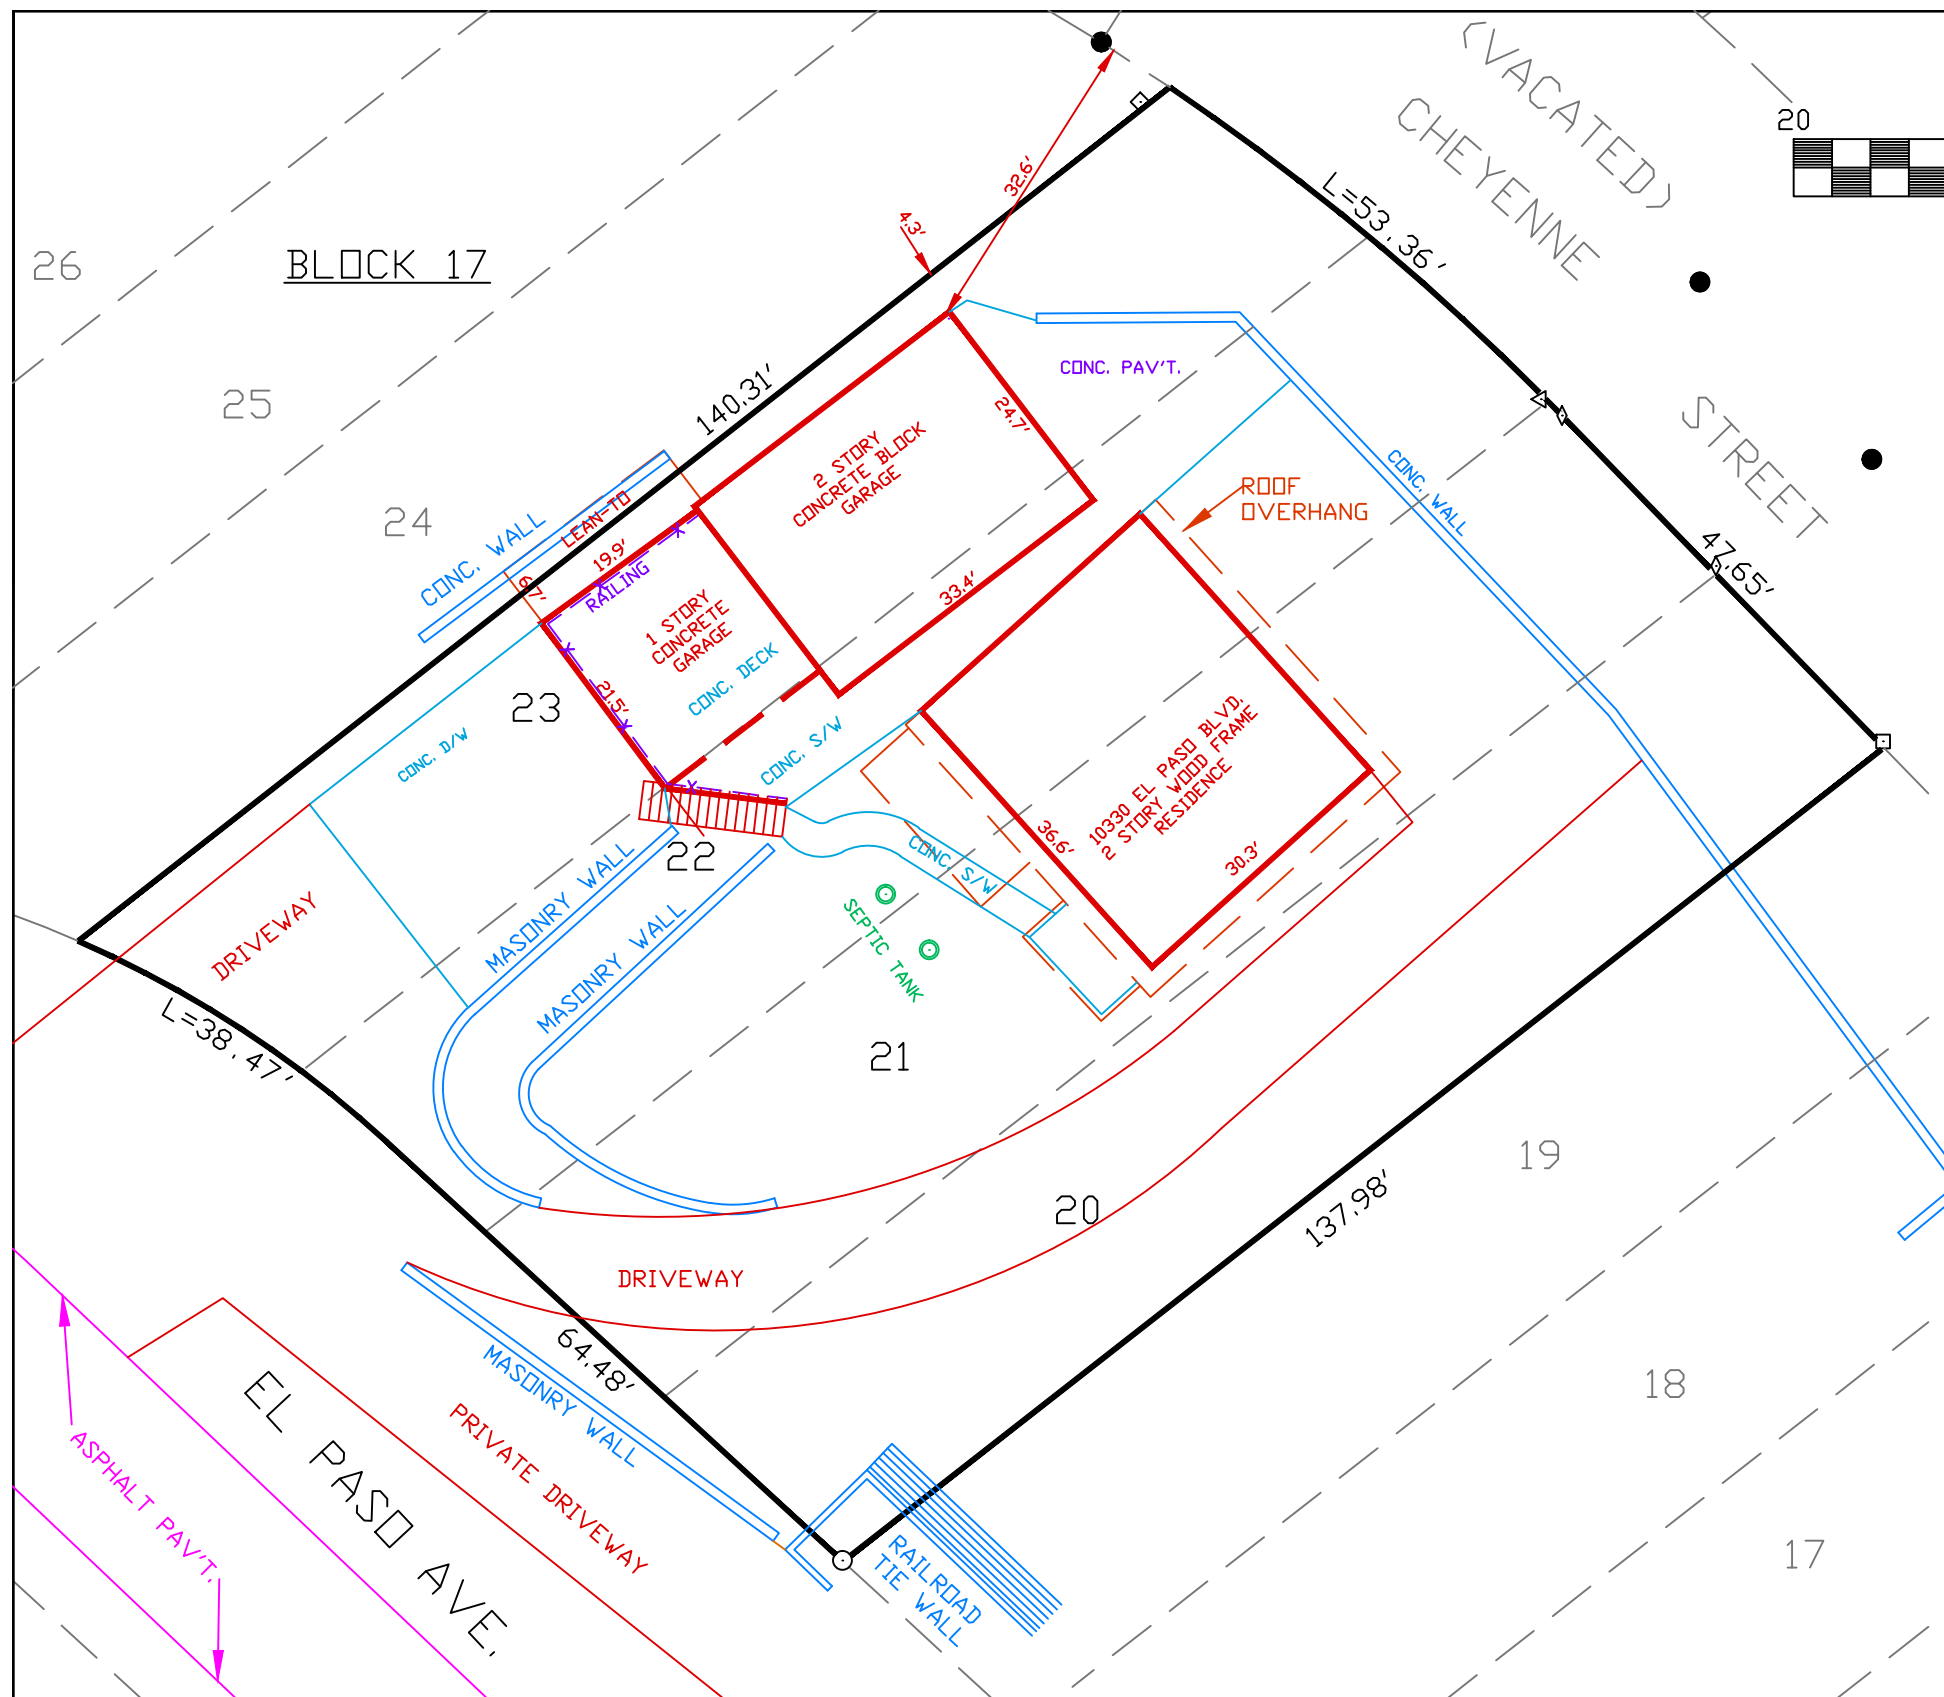 (VACATED)
CHEYENNE
STREET
20
32.6'
4.3'
L=53.36'
26
BLOCK 17
25
140.31'
CONC. PAV'T.
24.7'
2 STORY
CONCRETE BLOCK
GARAGE
ROOF
OVERHANG
CONC. WALL
47.65'
24
CONC. WALL
LEAN-TO
19.9'
6.7'
RAILING
1 STORY
CONCRETE
GARAGE
33.4'
CONC. DECK
23
21.5'
CONC. D/W
CONC. S/W
10330 EL PASO BLVD.
2 STORY WOOD FRAME
RESIDENCE
36.6'
30.3'
22
CONC. S/W
MASONRY WALL
MASONRY WALL
SEPTIC TANK
DRIVEWAY
L=38.47'
21
19
20
137.98'
DRIVEWAY
64.48'
MASONRY WALL
18
EL PASO AVE.
PRIVATE DRIVEWAY
ASPHALT PAV'T.
RAILROAD
TIE WALL
17